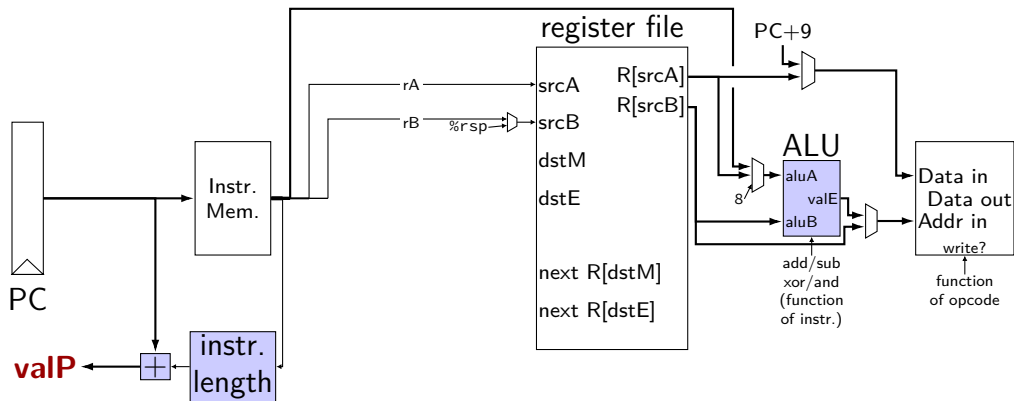 register file
PC+9
rA
srcA
R[srcA]
R[srcB]
rB
%rsp
srcB
ALU
dstM
Instr.
Mem.
aluA
Data in
dstE
8
valE
Data out
aluB
Addr in
write?
add/sub
xor/and
(function
of instr.)
function
of opcode
next R[dstM]
PC
next R[dstE]
instr.
length
valP
+